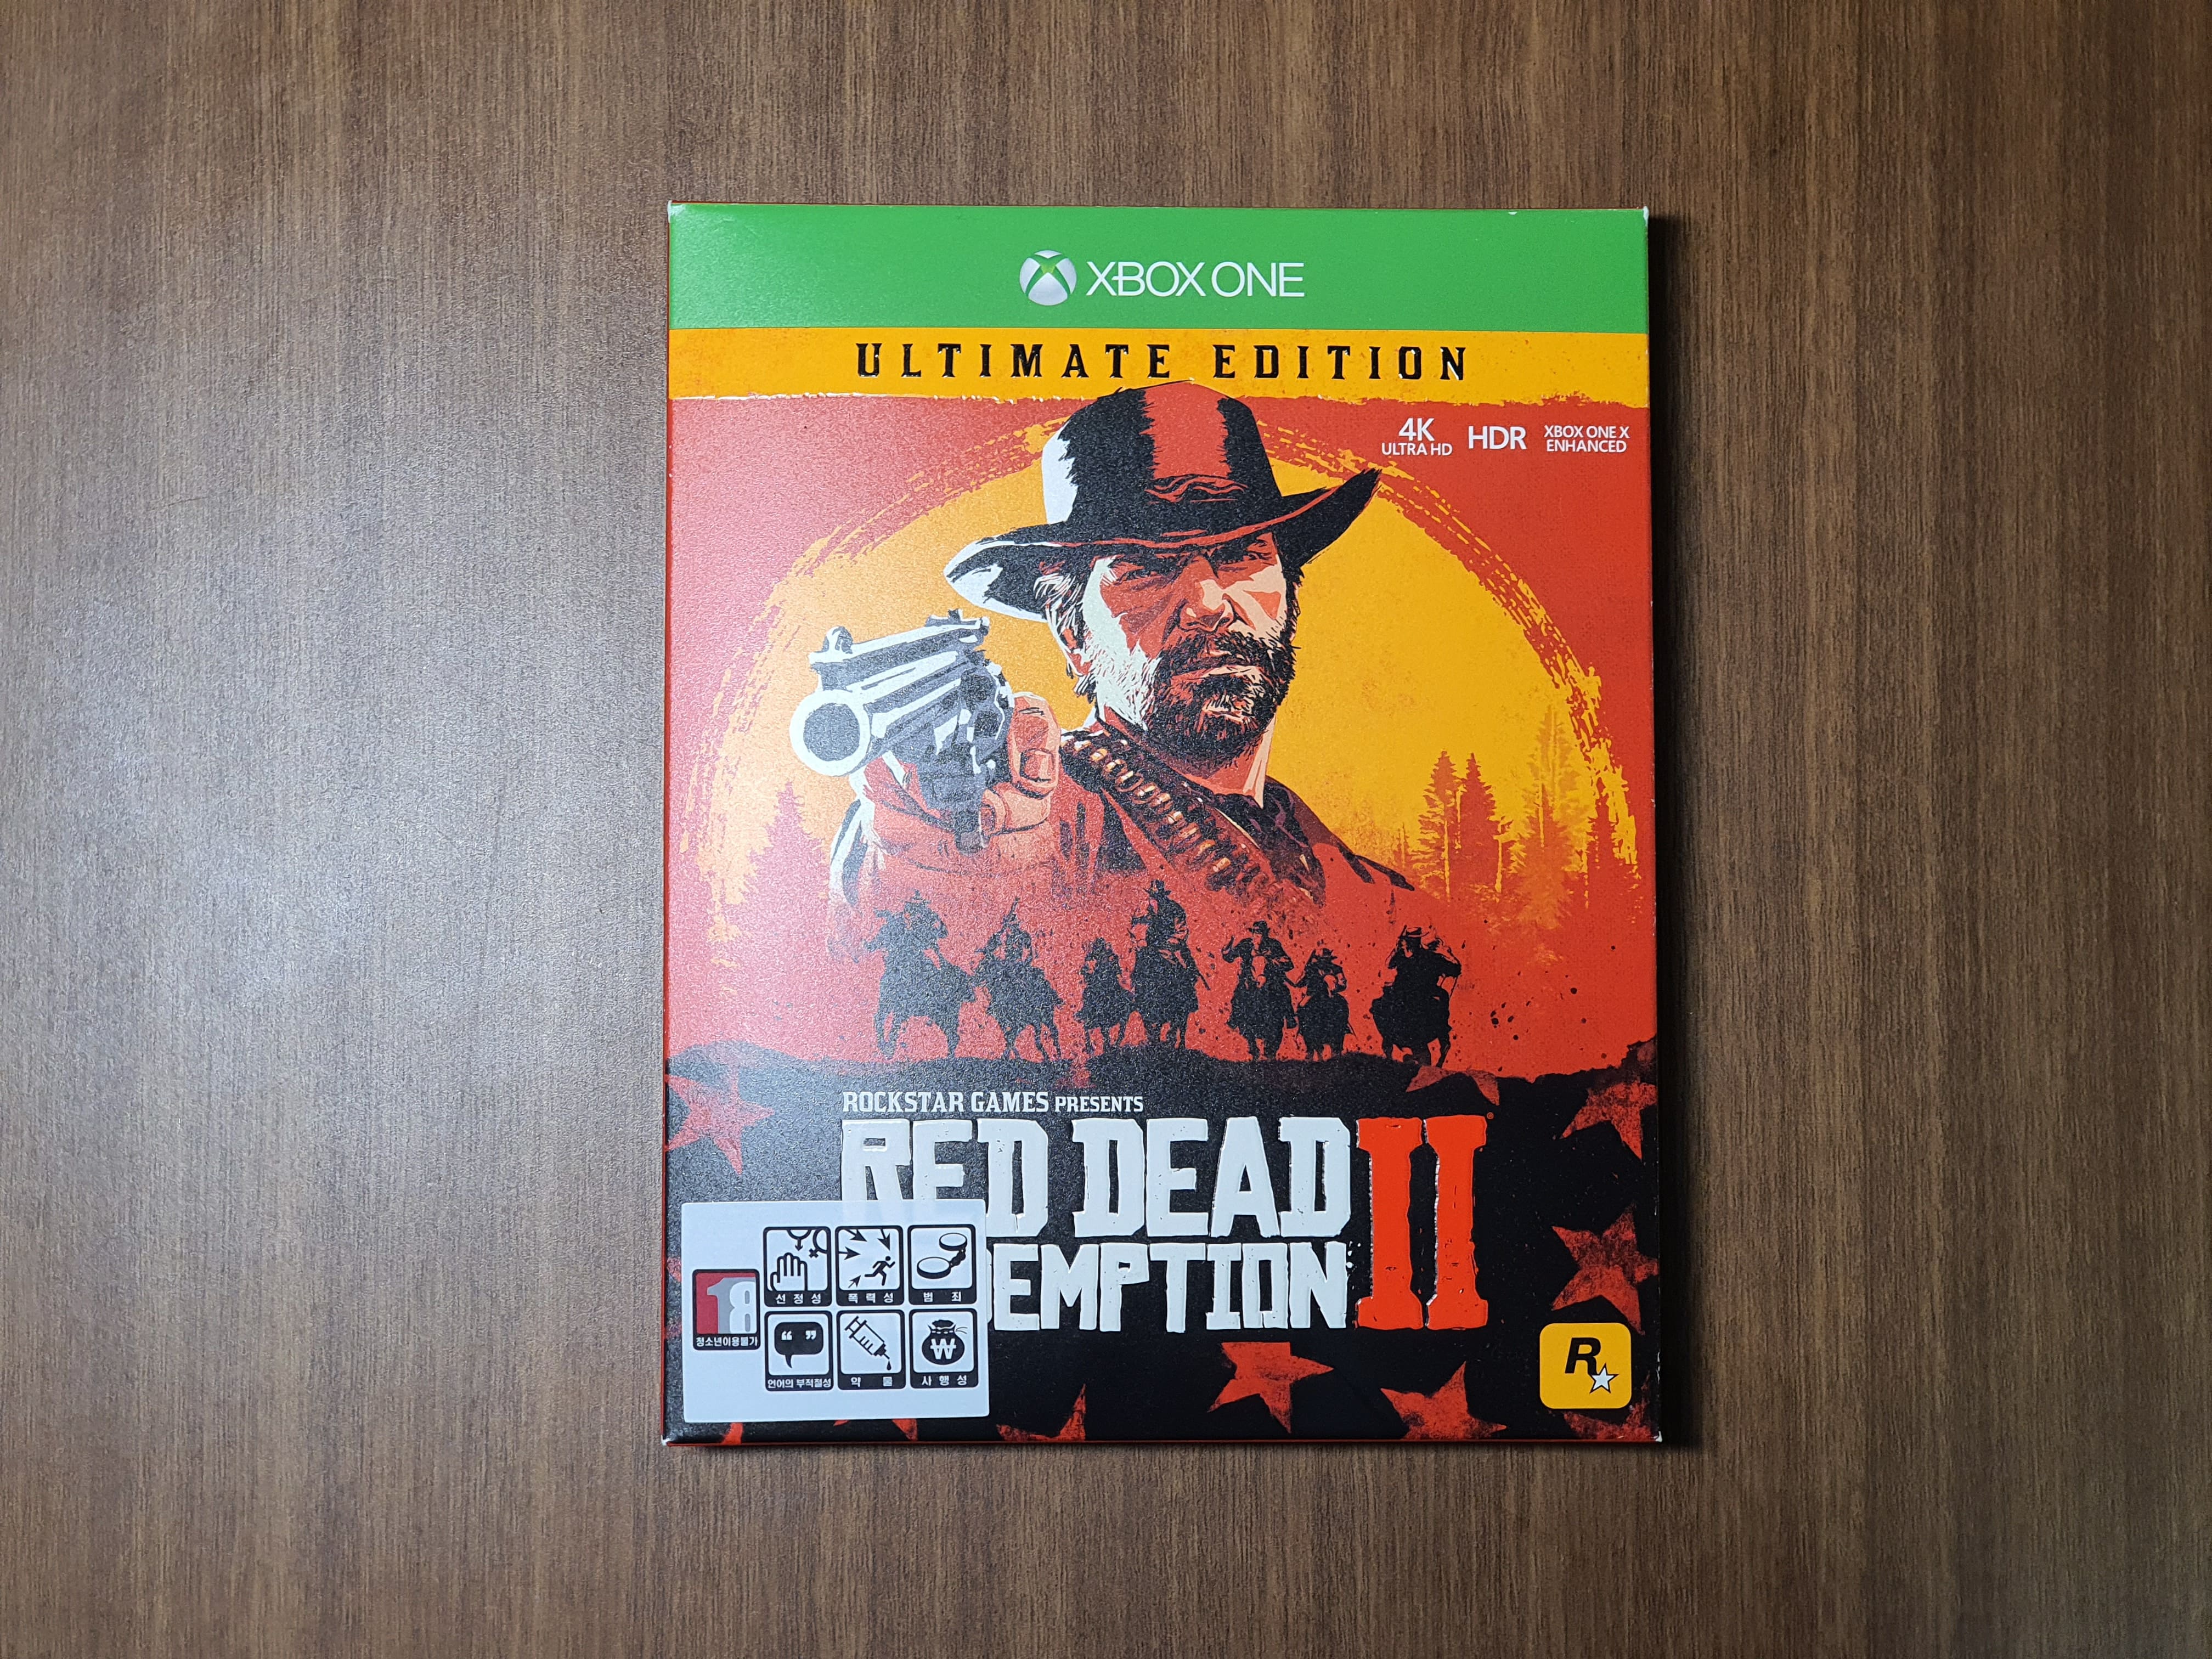 XBOX ONE
ULTIMATE EDITION
4K
ULTRA HD
HDR
XBOX ONE X
ENHANCED
ROCKSTAR GAMES PRESENTS
RED DEAD
DEMPTION
II
18
청소년이용불가
선정성
폭력성
범죄
언어의 부적절성
약물
사행성
R